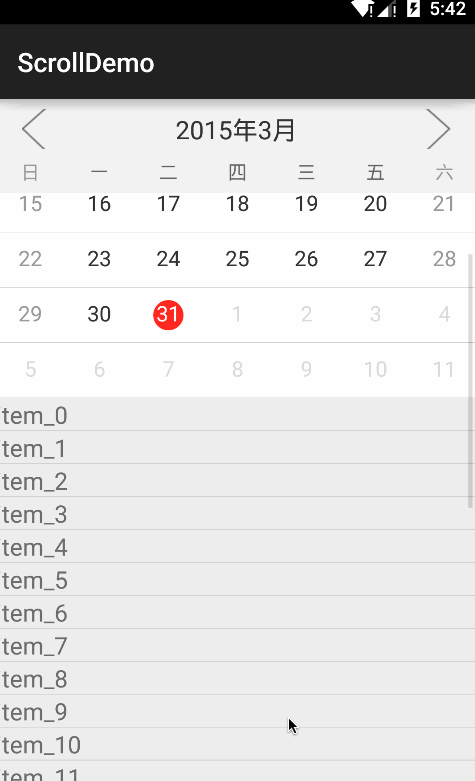 5:42
ScrollDemo
2015年3月
日 一 二 四 三 五 六
15 16 17 18 19 20 21
22 23 24 25 26 27 28
29 30 31 1 2 3 4
5 6 7 8 9 10 11
tem_0
tem_1
tem_2
tem_3
tem_4
tem_5
tem_6
tem_7
tem_8
tem_9
tem_10
tem_11